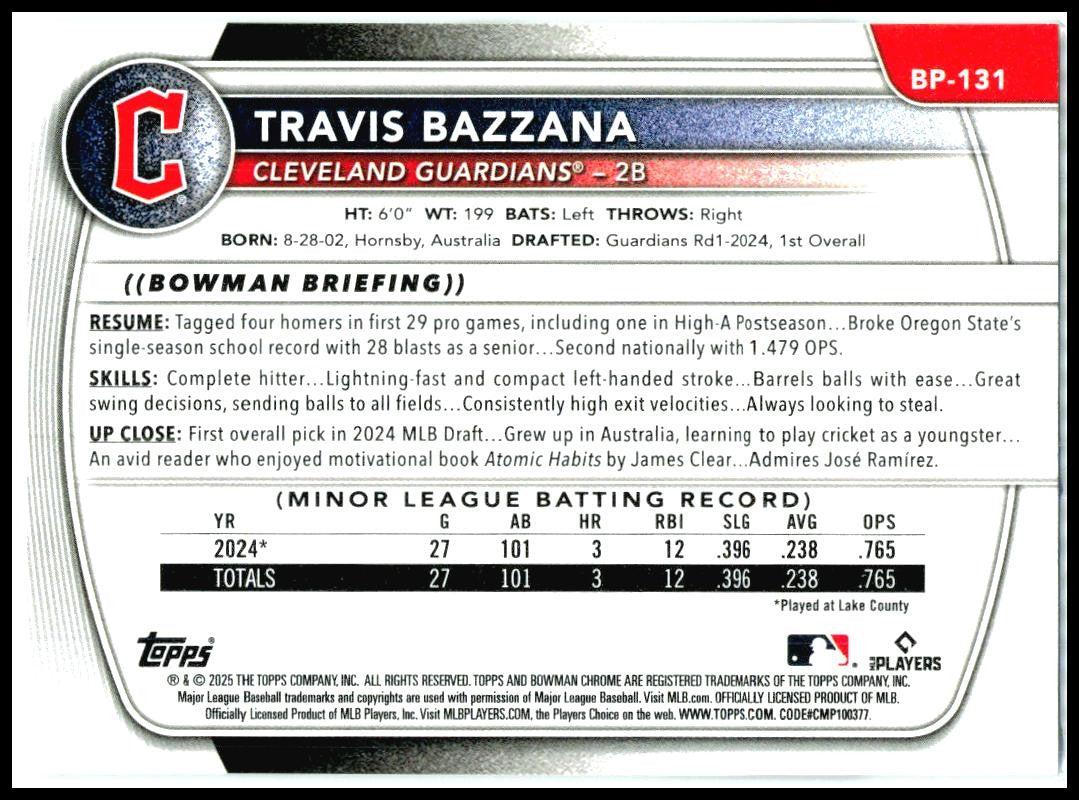 BP-131
C
TRAVIS BAZZANA
CLEVELAND GUARDIANS® – 2B
HT: 6'0" WT: 199 BATS: Left THROWS: Right
BORN: 8-28-02, Hornsby, Australia DRAFTED: Guardians Rd1-2024, 1st Overall
((BOWMAN BRIEFING))
RESUME: Tagged four homers in first 29 pro games, including one in High-A Postseason...Broke Oregon State's
single-season school record with 28 blasts as a senior...Second nationally with 1.479 OPS.
SKILLS: Complete hitter...Lightning-fast and compact left-handed stroke...Barrels balls with ease...Great
swing decisions, sending balls to all fields...Consistently high exit velocities...Always looking to steal.
UP CLOSE: First overall pick in 2024 MLB Draft...Grew up in Australia, learning to play cricket as a youngster...
An avid reader who enjoyed motivational book Atomic Habits by James Clear...Admires José Ramírez.
(MINOR LEAGUE BATTING RECORD)
YR G AB HR RBI SLG AVG OPS
2024* 27 101 3 12 .396 .238 .765
TOTALS 27 101 3 12 .396 .238 .765
*Played at Lake County
Topps®
MLB PLAYERS
® & © 2025 THE TOPPS COMPANY, INC. ALL RIGHTS RESERVED. TOPPS AND BOWMAN CHROME ARE REGISTERED TRADEMARKS OF THE TOPPS COMPANY, INC.
Major League Baseball trademarks and copyrights are used with permission of Major League Baseball. Visit MLB.com. OFFICIALLY LICENSED PRODUCT OF MLB.
Officially Licensed Product of MLB Players, Inc. Visit MLBPLAYERS.COM, the Players Choice on the web. WWW.TOPPS.COM. CODE#CMP100377.